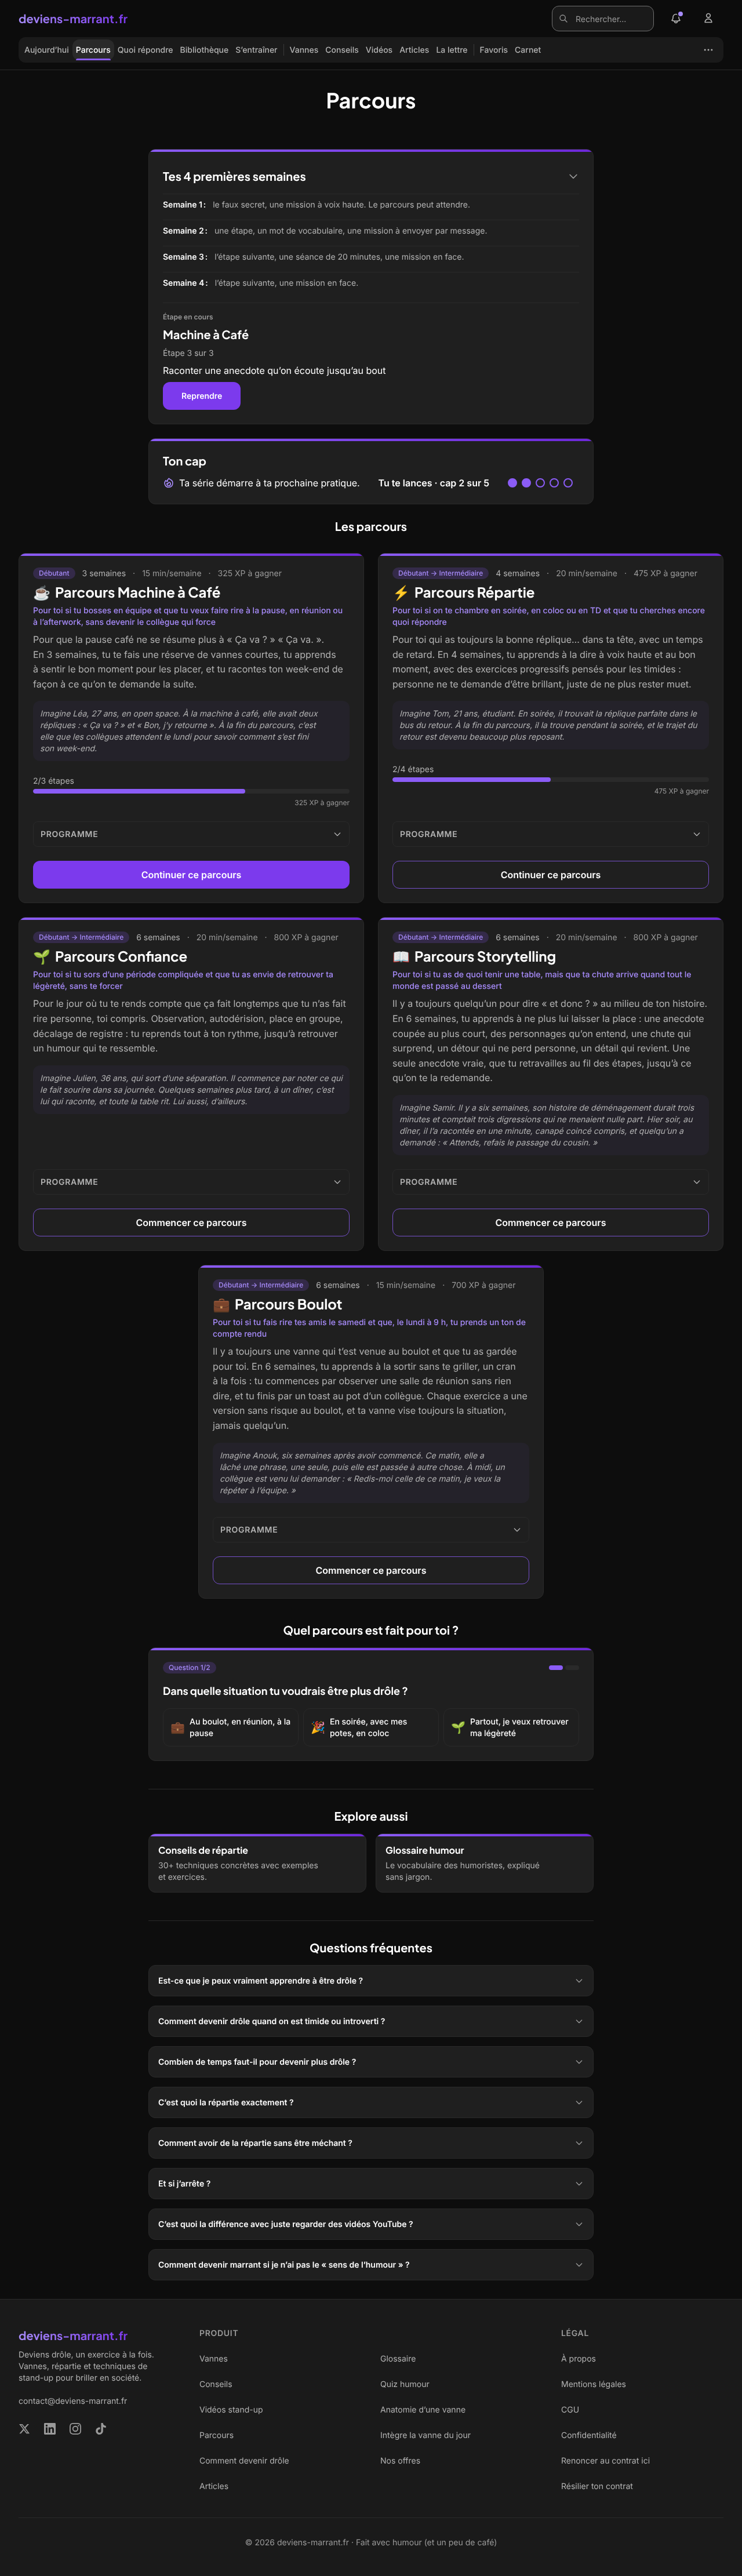 deviens-marrant.fr
Rechercher...
Aujourd’hui Parcours Quoi répondre Bibliothèque S’entraîner Vannes Conseils Vidéos Articles La lettre Favoris Carnet
Parcours
Tes 4 premières semaines
Semaine 1 : le faux secret, une mission à voix haute. Le parcours peut attendre.
Semaine 2 : une étape, un mot de vocabulaire, une mission à envoyer par message.
Semaine 3 : l’étape suivante, une séance de 20 minutes, une mission en face.
Semaine 4 : l’étape suivante, une mission en face.
Étape en cours
Machine à Café
Étape 3 sur 3
Raconter une anecdote qu’on écoute jusqu’au bout
Reprendre
Ton cap
Ta série démarre à ta prochaine pratique. Tu te lances · cap 2 sur 5
Les parcours
Débutant 3 semaines · 15 min/semaine · 325 XP à gagner
☕ Parcours Machine à Café
Pour toi si tu bosses en équipe et que tu veux faire rire à la pause, en réunion ou
à l’afterwork, sans devenir le collègue qui force
Pour que la pause café ne se résume plus à « Ça va ? » « Ça va. ».
En 3 semaines, tu te fais une réserve de vannes courtes, tu apprends
à sentir le bon moment pour les placer, et tu racontes ton week-end de
façon à ce qu’on te demande la suite.
Imagine Léa, 27 ans, en open space. À la machine à café, elle avait deux
répliques : « Ça va ? » et « Bon, j’y retourne ». À la fin du parcours, c’est
elle que les collègues attendent le lundi pour savoir comment s’est fini
son week-end.
2/3 étapes
325 XP à gagner
PROGRAMME
Continuer ce parcours
Débutant → Intermédiaire 4 semaines · 20 min/semaine · 475 XP à gagner
⚡ Parcours Répartie
Pour toi si on te chambre en soirée, en coloc ou en TD et que tu cherches encore
quoi répondre
Pour toi qui as toujours la bonne réplique... dans ta tête, avec un temps
de retard. En 4 semaines, tu apprends à la dire à voix haute et au bon
moment, avec des exercices progressifs pensés pour les timides :
personne ne te demande d’être brillant, juste de ne plus rester muet.
Imagine Tom, 21 ans, étudiant. En soirée, il trouvait la réplique parfaite dans le
bus du retour. À la fin du parcours, il la trouve pendant la soirée, et le trajet du
retour est devenu beaucoup plus reposant.
2/4 étapes
475 XP à gagner
PROGRAMME
Continuer ce parcours
Débutant → Intermédiaire 6 semaines · 20 min/semaine · 800 XP à gagner
🌱 Parcours Confiance
Pour toi si tu sors d’une période compliquée et que tu as envie de retrouver ta
légèreté, sans te forcer
Pour le jour où tu te rends compte que ça fait longtemps que tu n’as fait
rire personne, toi compris. Observation, autodérision, place en groupe,
décalage de registre : tu reprends tout à ton rythme, jusqu’à retrouver
un humour qui te ressemble.
Imagine Julien, 36 ans, qui sort d’une séparation. Il commence par noter ce qui
le fait sourire dans sa journée. Quelques semaines plus tard, à un dîner, c’est
lui qui raconte, et toute la table rit. Lui aussi, d’ailleurs.
PROGRAMME
Commencer ce parcours
Débutant → Intermédiaire 6 semaines · 20 min/semaine · 800 XP à gagner
📖 Parcours Storytelling
Pour toi si tu as de quoi tenir une table, mais que ta chute arrive quand tout le
monde est passé au dessert
Il y a toujours quelqu’un pour dire « et donc ? » au milieu de ton histoire.
En 6 semaines, tu apprends à ne plus lui laisser la place : une anecdote
coupée au plus court, des personnages qu’on entend, une chute qui
surprend, un détour qui ne perd personne, un détail qui revient. Une
seule anecdote vraie, que tu retravailles au fil des étapes, jusqu’à ce
qu’on te la redemande.
Imagine Samir. Il y a six semaines, son histoire de déménagement durait trois
minutes et comptait trois digressions qui ne menaient nulle part. Hier soir, au
dîner, il l’a racontée en une minute, canapé coincé compris, et quelqu’un a
demandé : « Attends, refais le passage du cousin. »
PROGRAMME
Commencer ce parcours
Débutant → Intermédiaire 6 semaines · 15 min/semaine · 700 XP à gagner
💼 Parcours Boulot
Pour toi si tu fais rire tes amis le samedi et que, le lundi à 9 h, tu prends un ton de
compte rendu
Il y a toujours une vanne qui t’est venue au boulot et que tu as gardée
pour toi. En 6 semaines, tu apprends à la sortir sans te griller, un cran
à la fois : tu commences par observer une salle de réunion sans rien
dire, et tu finis par un toast au pot d’un collègue. Chaque exercice a une
version sans risque au boulot, et ta vanne vise toujours la situation,
jamais quelqu’un.
Imagine Anouk, six semaines après avoir commencé. Ce matin, elle a
lâché une phrase, une seule, puis elle est passée à autre chose. À midi, un
collègue est venu lui demander : « Redis-moi celle de ce matin, je veux la
répéter à l’équipe. »
PROGRAMME
Commencer ce parcours
Quel parcours est fait pour toi ?
Question 1/2
Dans quelle situation tu voudrais être plus drôle ?
💼 Au boulot, en réunion, à la
pause
🎉 En soirée, avec mes
potes, en coloc
🌱 Partout, je veux retrouver
ma légèreté
Explore aussi
Conseils de répartie
30+ techniques concrètes avec exemples
et exercices.
Glossaire humour
Le vocabulaire des humoristes, expliqué
sans jargon.
Questions fréquentes
Est-ce que je peux vraiment apprendre à être drôle ?
Comment devenir drôle quand on est timide ou introverti ?
Combien de temps faut-il pour devenir plus drôle ?
C’est quoi la répartie exactement ?
Comment avoir de la répartie sans être méchant ?
Et si j’arrête ?
C’est quoi la différence avec juste regarder des vidéos YouTube ?
Comment devenir marrant si je n’ai pas le « sens de l’humour » ?
deviens-marrant.fr
Deviens drôle, un exercice à la fois.
Vannes, répartie et techniques de
stand-up pour briller en société.
contact@deviens-marrant.fr
PRODUIT
Vannes
Conseils
Vidéos stand-up
Parcours
Comment devenir drôle
Articles
Glossaire
Quiz humour
Anatomie d’une vanne
Intègre la vanne du jour
Nos offres
LÉGAL
À propos
Mentions légales
CGU
Confidentialité
Renoncer au contrat ici
Résilier ton contrat
© 2026 deviens-marrant.fr · Fait avec humour (et un peu de café)